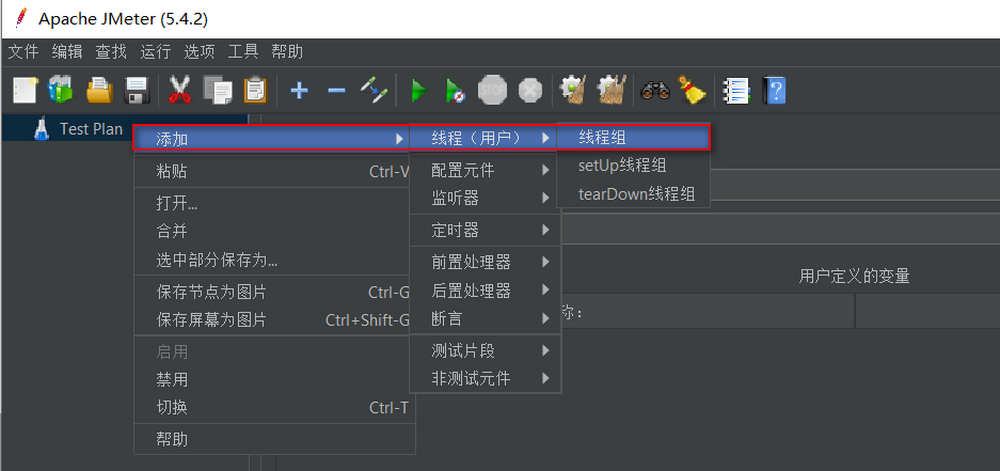 Apache JMeter (5.4.2)
文件 编辑 查找 运行 选项 工具 帮助
Test Plan
添加
粘贴 Ctrl-V
打开...
合并
选中部分保存为...
保存节点为图片 Ctrl-G
保存屏幕为图片 Ctrl+Shift-G
启用
禁用
切换 Ctrl-T
帮助
线程（用户）
配置元件
监听器
定时器
前置处理器
后置处理器
断言
测试片段
非测试元件
线程组
setUp线程组
tearDown线程组
用户定义的变量
称：